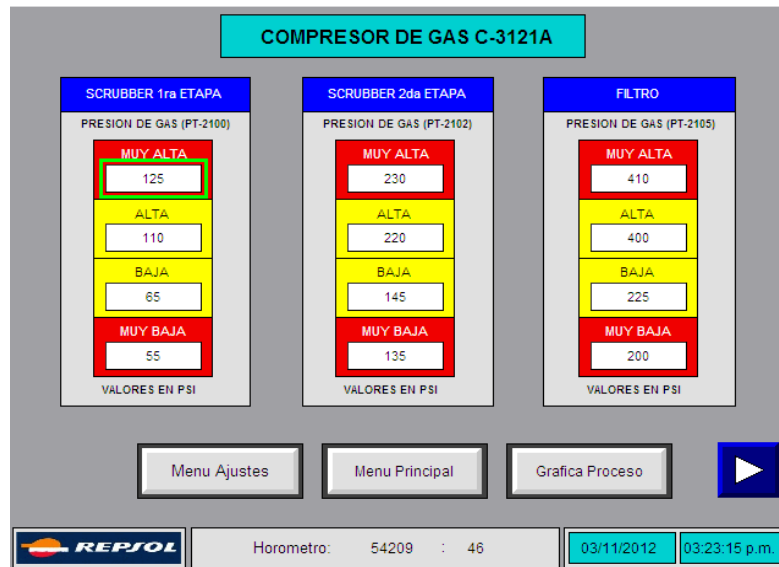 COMPRESOR DE GAS C-3121A
SCRUBBER 1ra ETAPA
PRESION DE GAS (PT-2100)
MUY ALTA
125
ALTA
110
BAJA
65
MUY BAJA
55
VALORES EN PSI
SCRUBBER 2da ETAPA
PRESION DE GAS (PT-2102)
MUY ALTA
230
ALTA
220
BAJA
145
MUY BAJA
135
VALORES EN PSI
FILTRO
PRESION DE GAS (PT-2105)
MUY ALTA
410
ALTA
400
BAJA
225
MUY BAJA
200
VALORES EN PSI
Menu Ajustes
Menu Principal
Grafica Proceso
REPSOL
Horometro: 54209 : 46
03/11/2012
03:23:15 p.m.